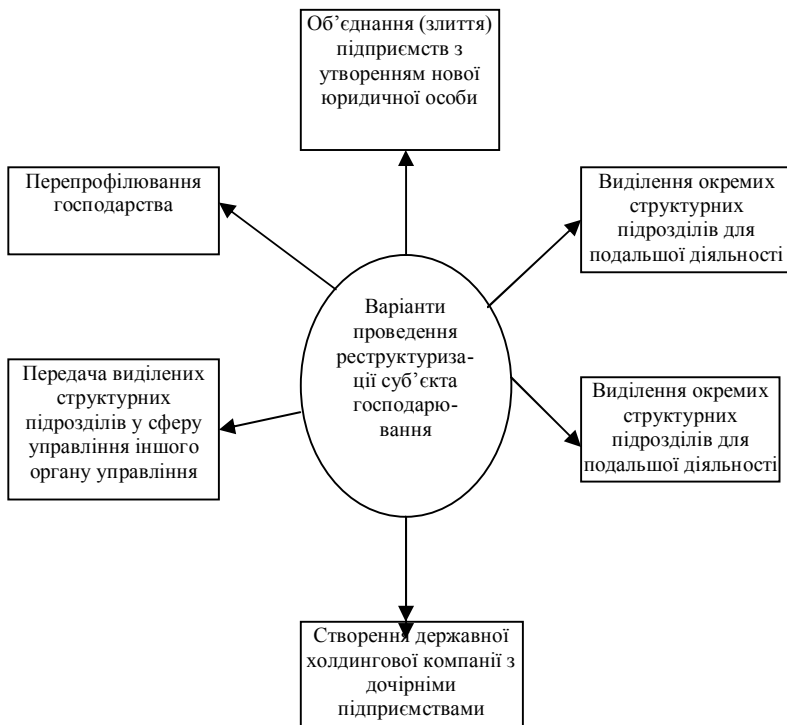 Об’єднання (злиття)
підприємств з
утворенням нової
юридичної особи
Перепрофілювання
господарства
Виділення окремих
структурних
підрозділів для
подальшої діяльності
Варіанти
проведення
реструктуриза-
ції суб’єкта
господарю-
вання
Передача виділених
структурних
підрозділів у сферу
управління іншого
органу управління
Виділення окремих
структурних
підрозділів для
подальшої діяльності
Створення державної
холдингової компанії з
дочірніми
підприємствами